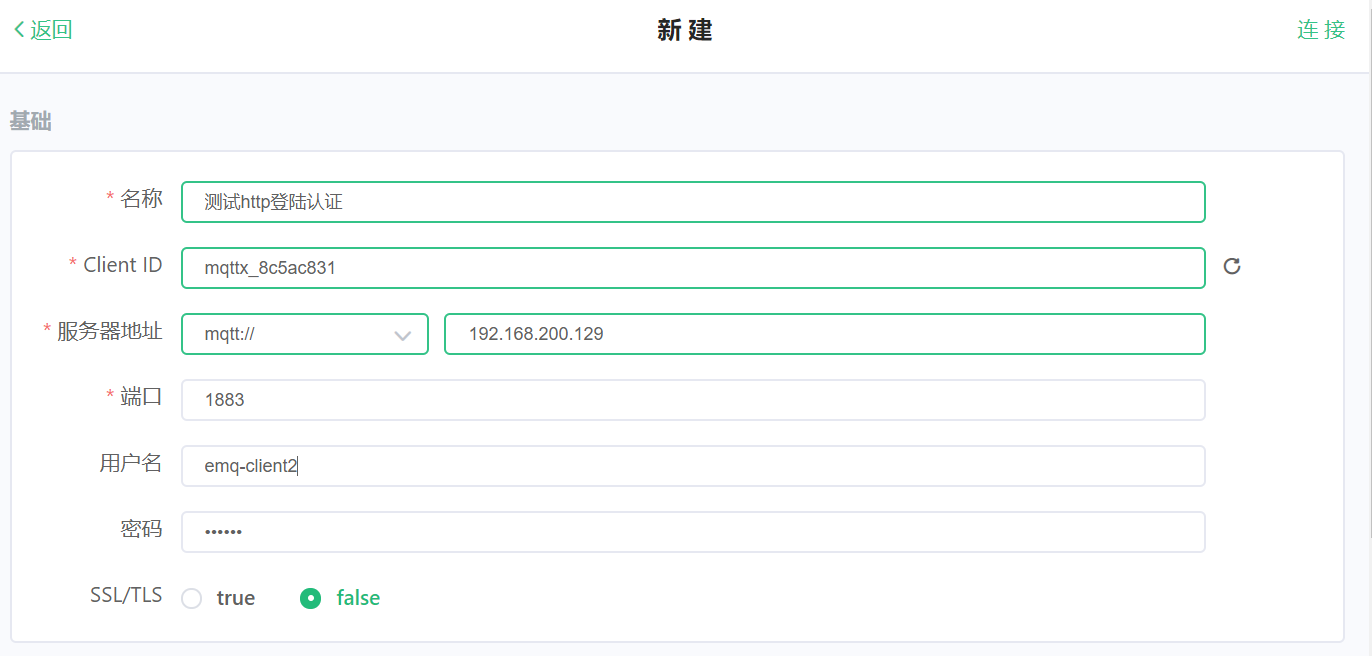 返回 新 建 连 接
基础
* 名称 测试http登陆认证
* Client ID mqttx_8c5ac831
* 服务器地址 mqtt:// 192.168.200.129
* 端口 1883
用户名 emq-client2
密码 ••••••
SSL/TLS true false